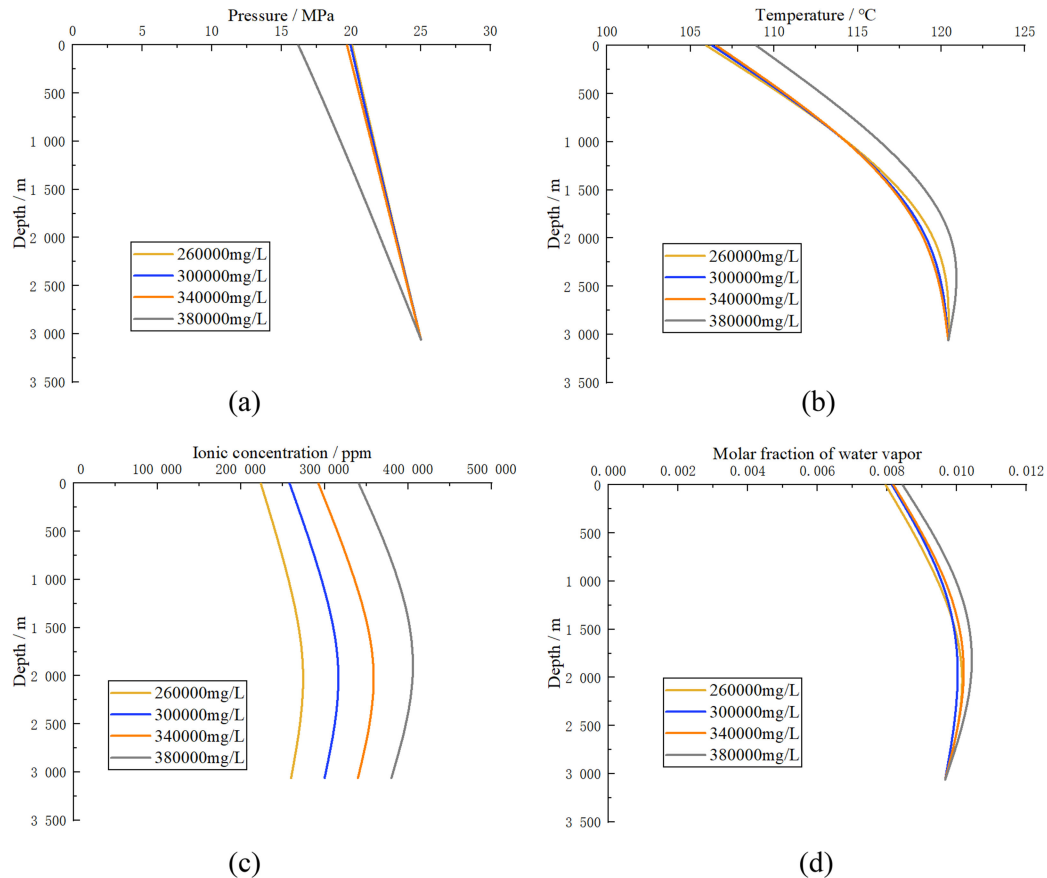 Pressure / MPa
0 5 10 15 20 25 30
0
500
1 000
1 500
2 000
2 500
3 000
3 500
Depth / m
260000mg/L
300000mg/L
340000mg/L
380000mg/L
(a)
Temperature / °C
100 105 110 115 120 125
0
500
1 000
1 500
2 000
2 500
3 000
3 500
Depth / m
260000mg/L
300000mg/L
340000mg/L
380000mg/L
(b)
Ionic concentration / ppm
0 100 000 200 000 300 000 400 000 500 000
0
500
1 000
1 500
2 000
2 500
3 000
3 500
Depth / m
260000mg/L
300000mg/L
340000mg/L
380000mg/L
(c)
Molar fraction of water vapor
0.000 0.002 0.004 0.006 0.008 0.010 0.012
0
500
1 000
1 500
2 000
2 500
3 000
3 500
Depth / m
260000mg/L
300000mg/L
340000mg/L
380000mg/L
(d)